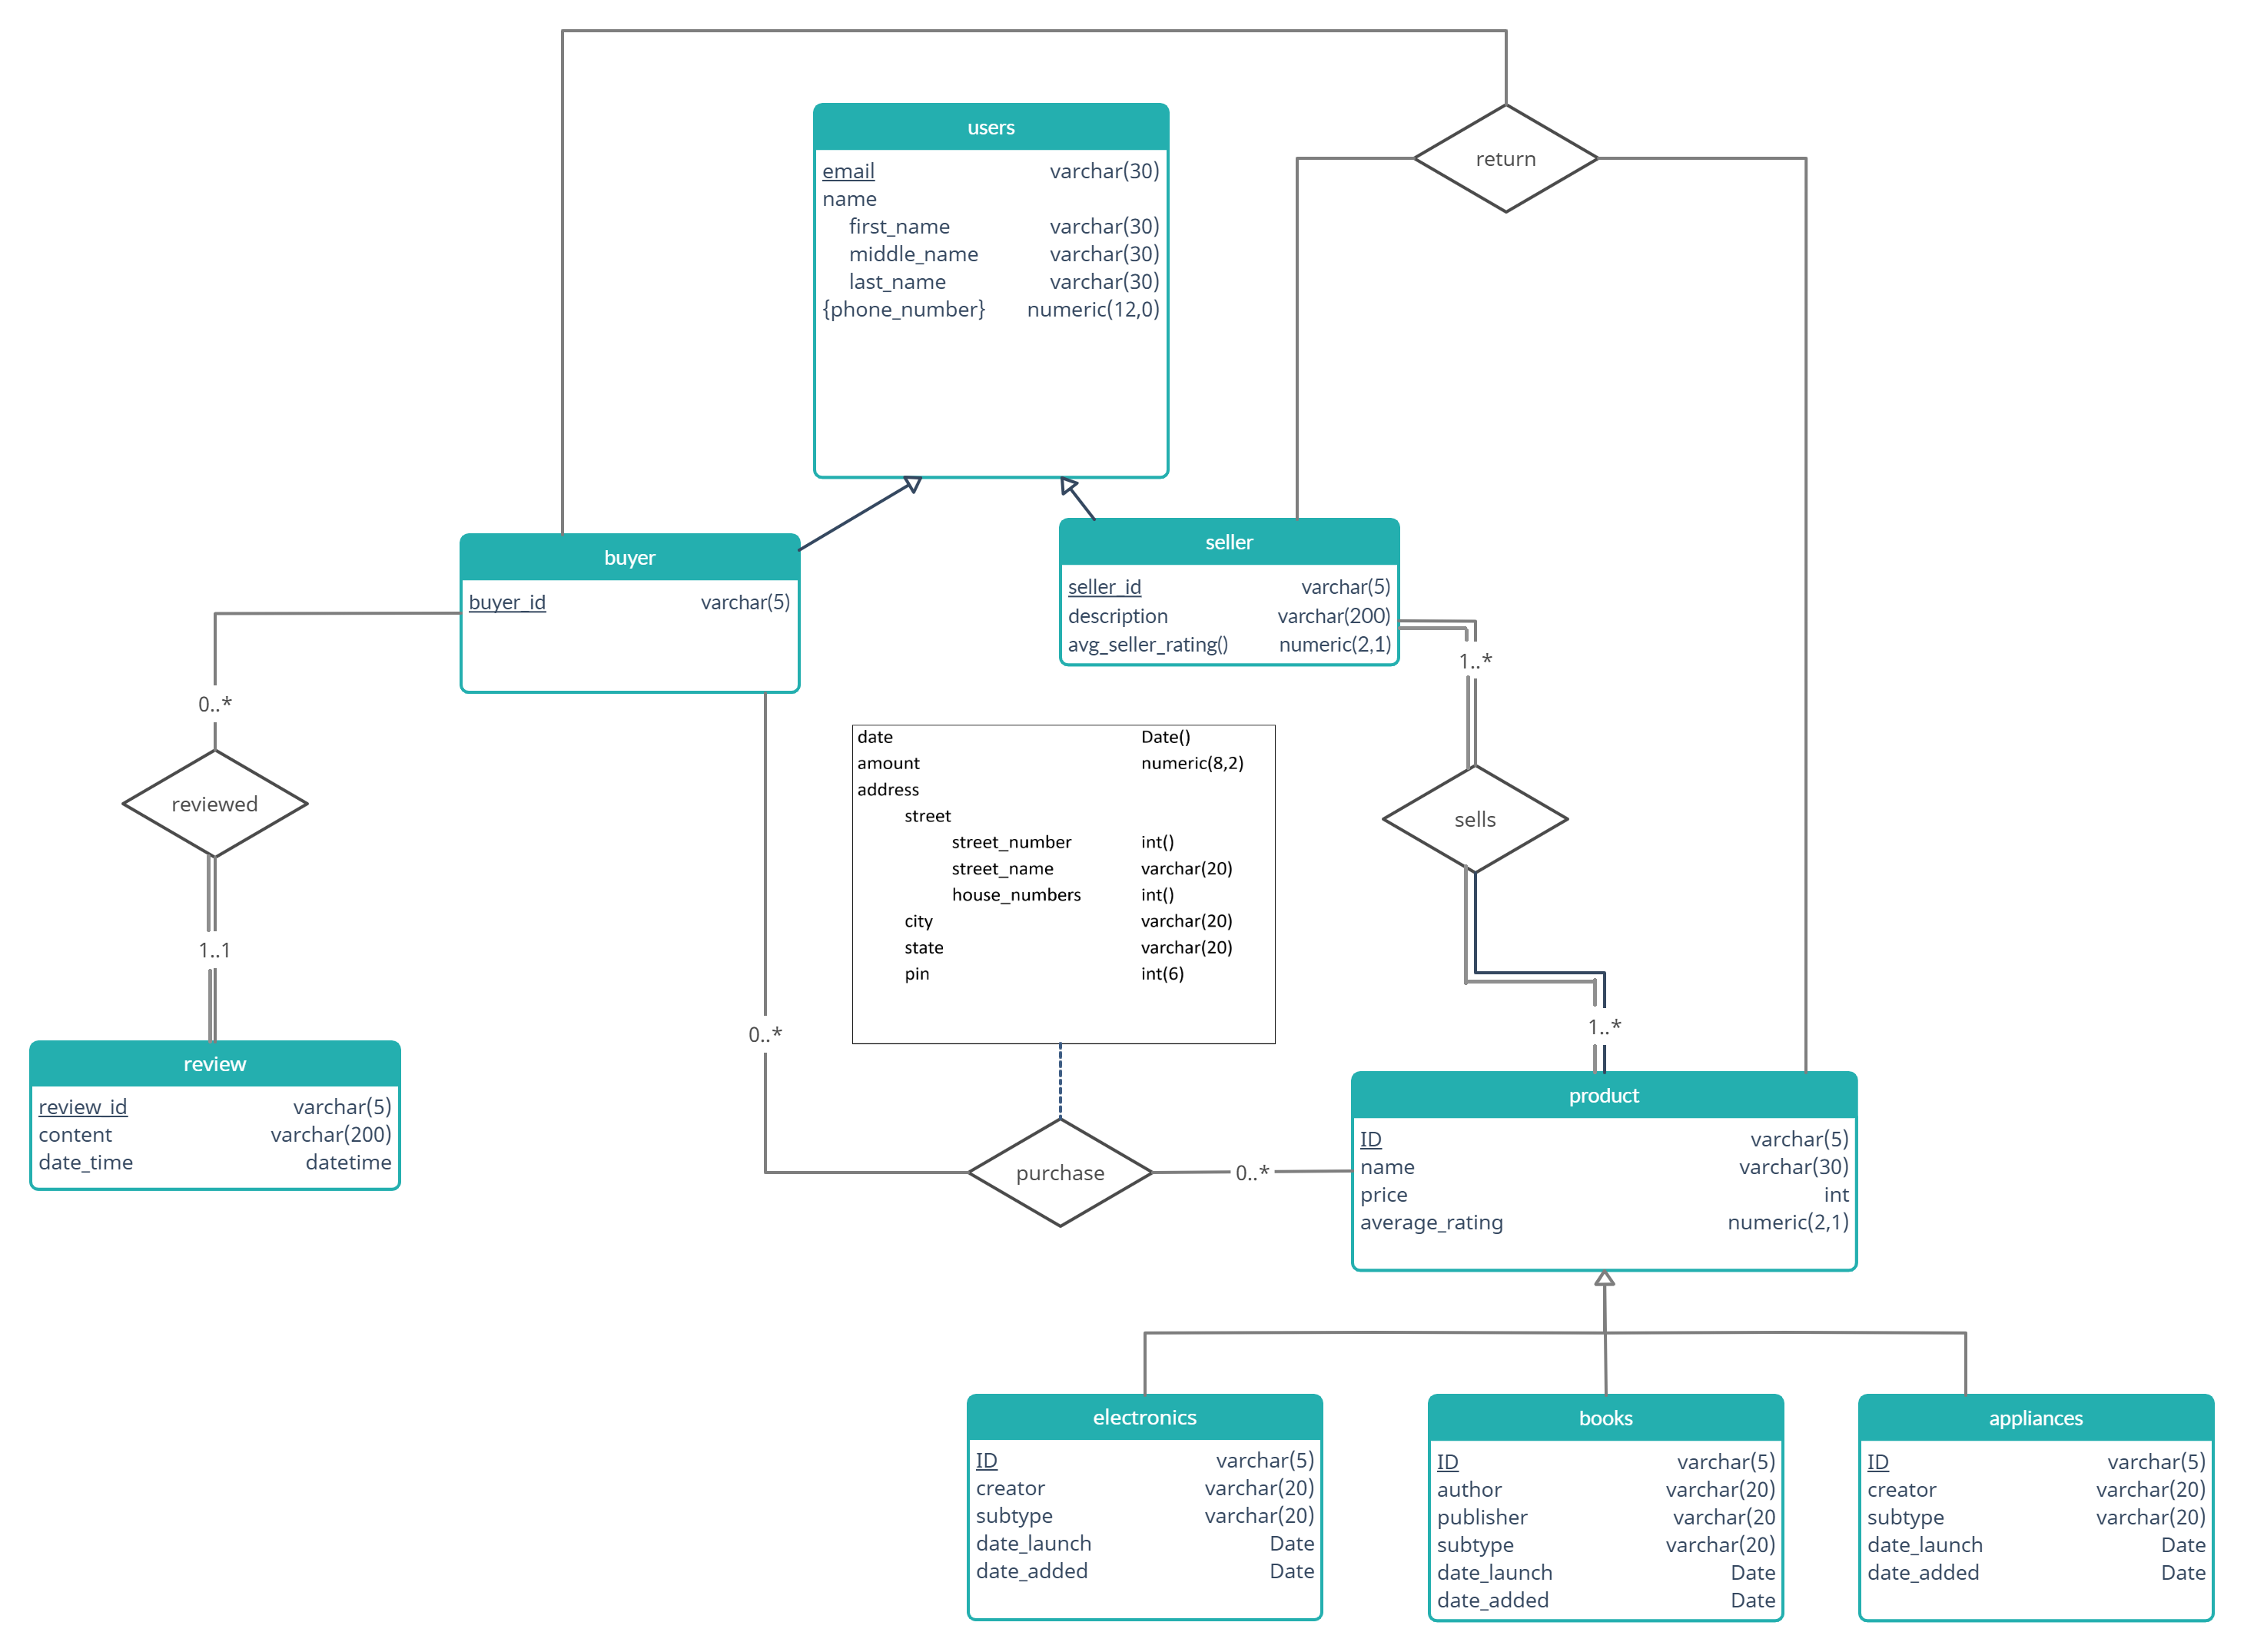 return
users
email varchar(30)
name
first_name varchar(30)
middle_name varchar(30)
last_name varchar(30)
{phone_number} numeric(12,0)
buyer
buyer_id varchar(5)
seller
seller_id varchar(5)
description varchar(200)
avg_seller_rating() numeric(2,1)
1..*
0..*
reviewed
1..1
review
review_id varchar(5)
content varchar(200)
date_time datetime
date Date()
amount numeric(8,2)
address
street
street_number int()
street_name varchar(20)
house_numbers int()
city varchar(20)
state varchar(20)
pin int(6)
sells
1..*
0..*
purchase
0..*
product
ID varchar(5)
name varchar(30)
price int
average_rating numeric(2,1)
electronics
ID varchar(5)
creator varchar(20)
subtype varchar(20)
date_launch Date
date_added Date
books
ID varchar(5)
author varchar(20)
publisher varchar(20
subtype varchar(20)
date_launch Date
date_added Date
appliances
ID varchar(5)
creator varchar(20)
subtype varchar(20)
date_launch Date
date_added Date